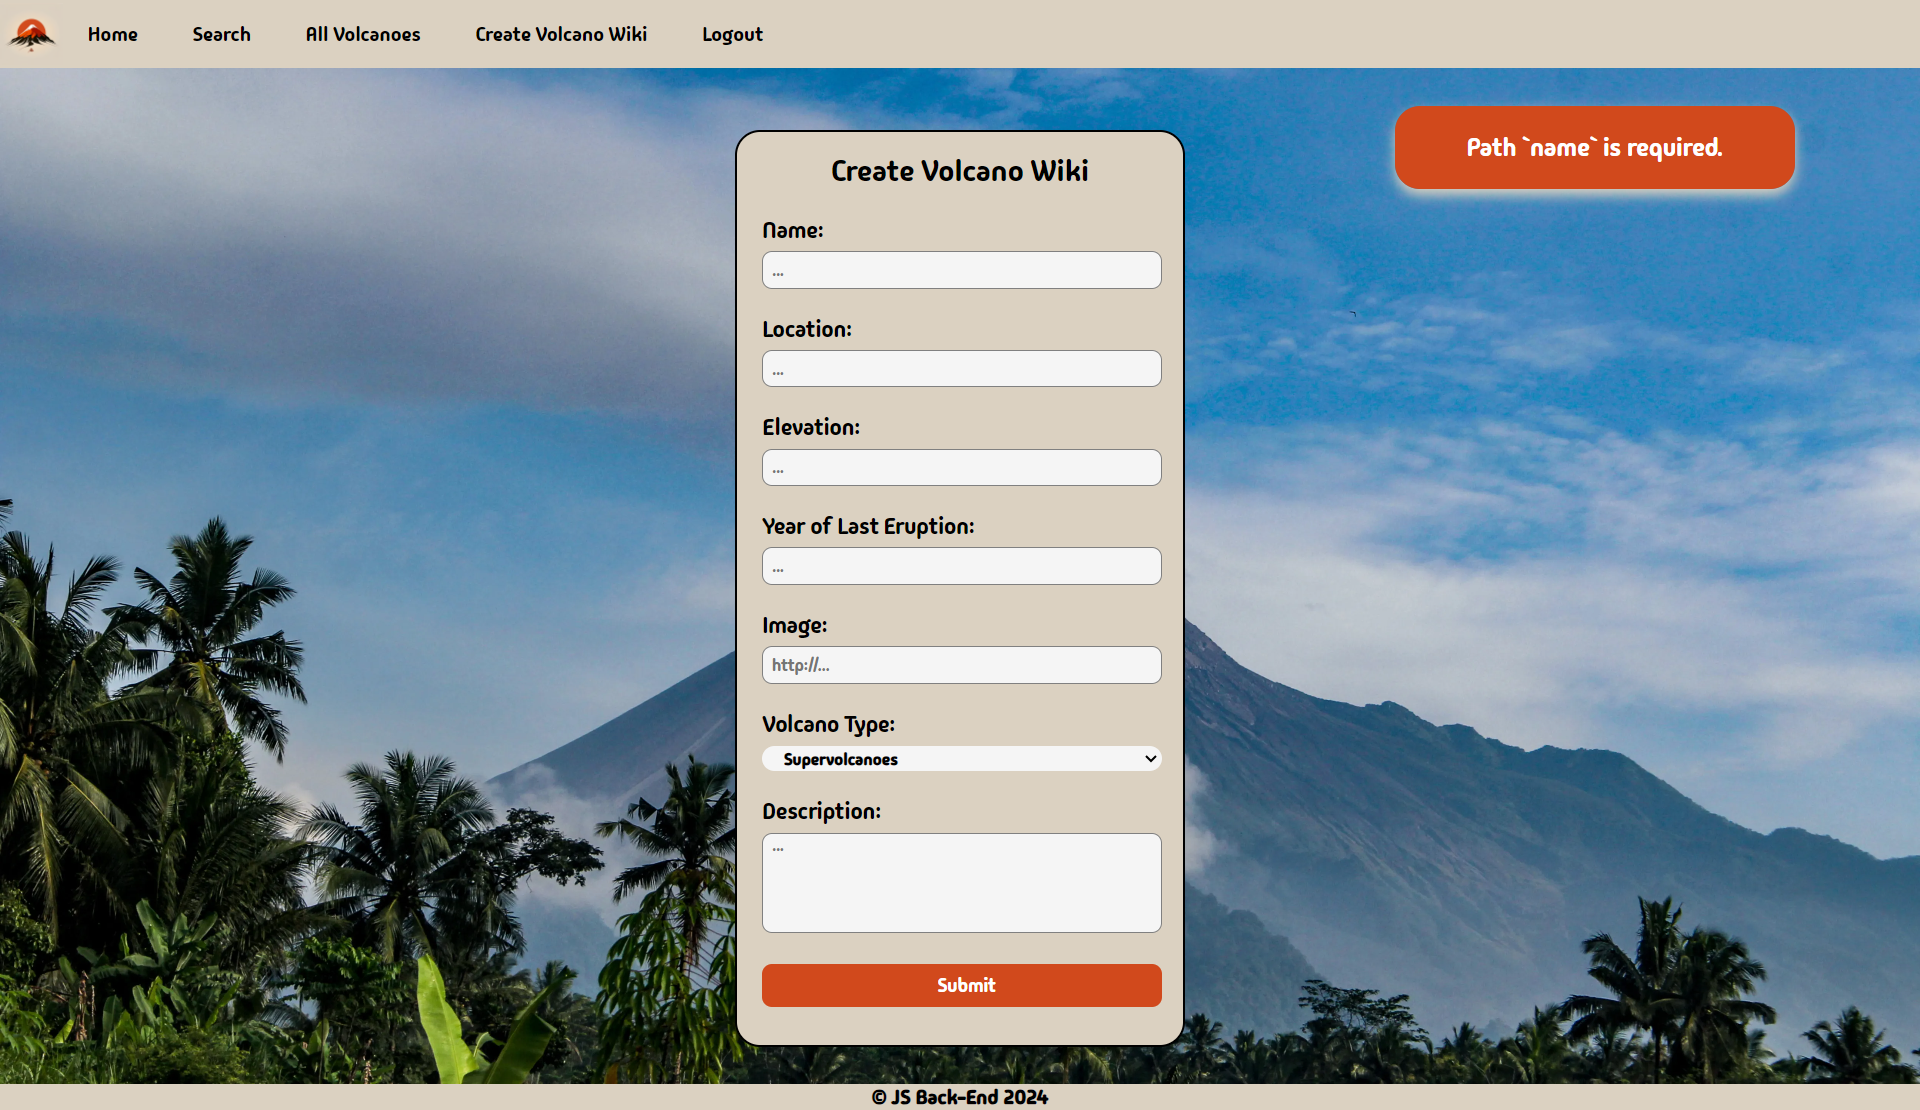 Home
Search
All Volcanoes
Create Volcano Wiki
Logout
Path `name` is required.
Create Volcano Wiki
Name:
...
Location:
...
Elevation:
...
Year of Last Eruption:
...
Image:
http://...
Volcano Type:
Supervolcanoes
Description:
...
Submit
© JS Back-End 2024